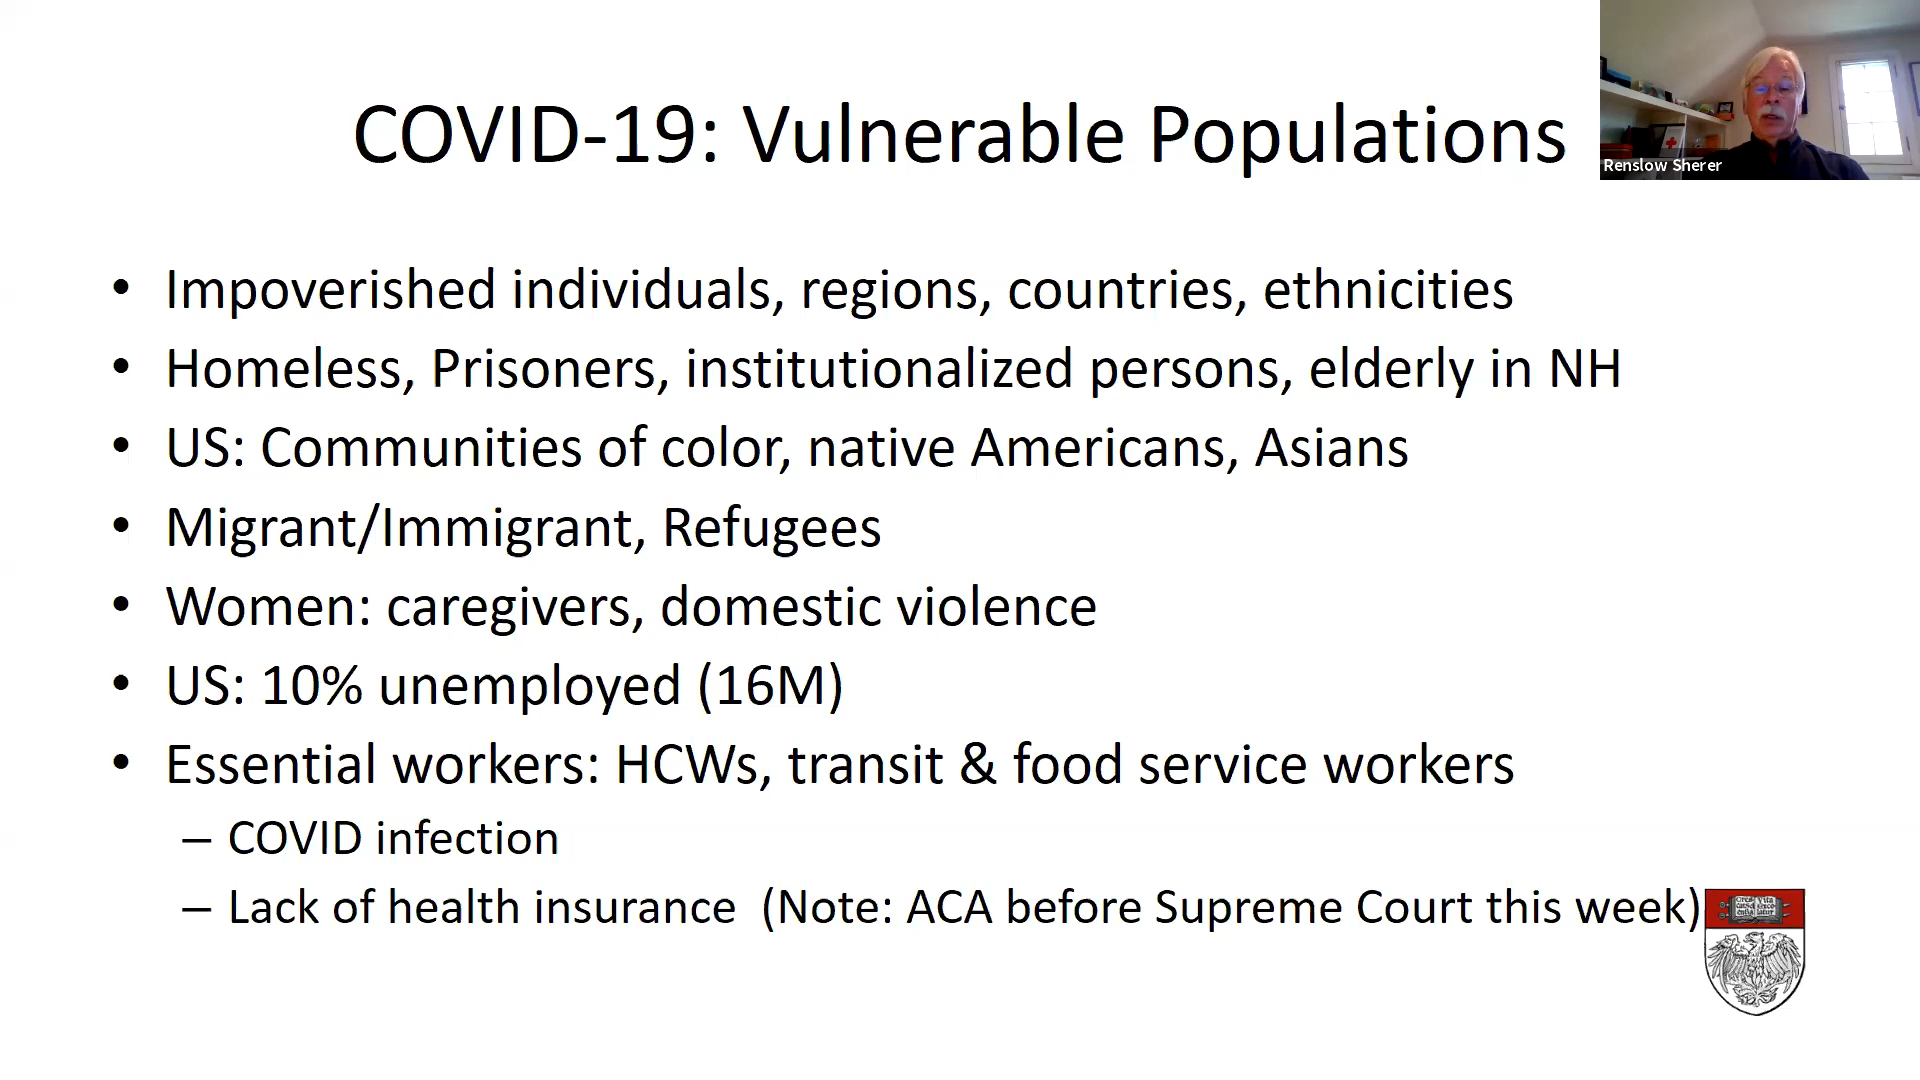 COVID-19: Vulnerable Populations
Renslow Sherer
• Impoverished individuals, regions, countries, ethnicities
• Homeless, Prisoners, institutionalized persons, elderly in NH
• US: Communities of color, native Americans, Asians
• Migrant/Immigrant, Refugees
• Women: caregivers, domestic violence
• US: 10% unemployed (16M)
• Essential workers: HCWs, transit & food service workers
– COVID infection
– Lack of health insurance  (Note: ACA before Supreme Court this week)